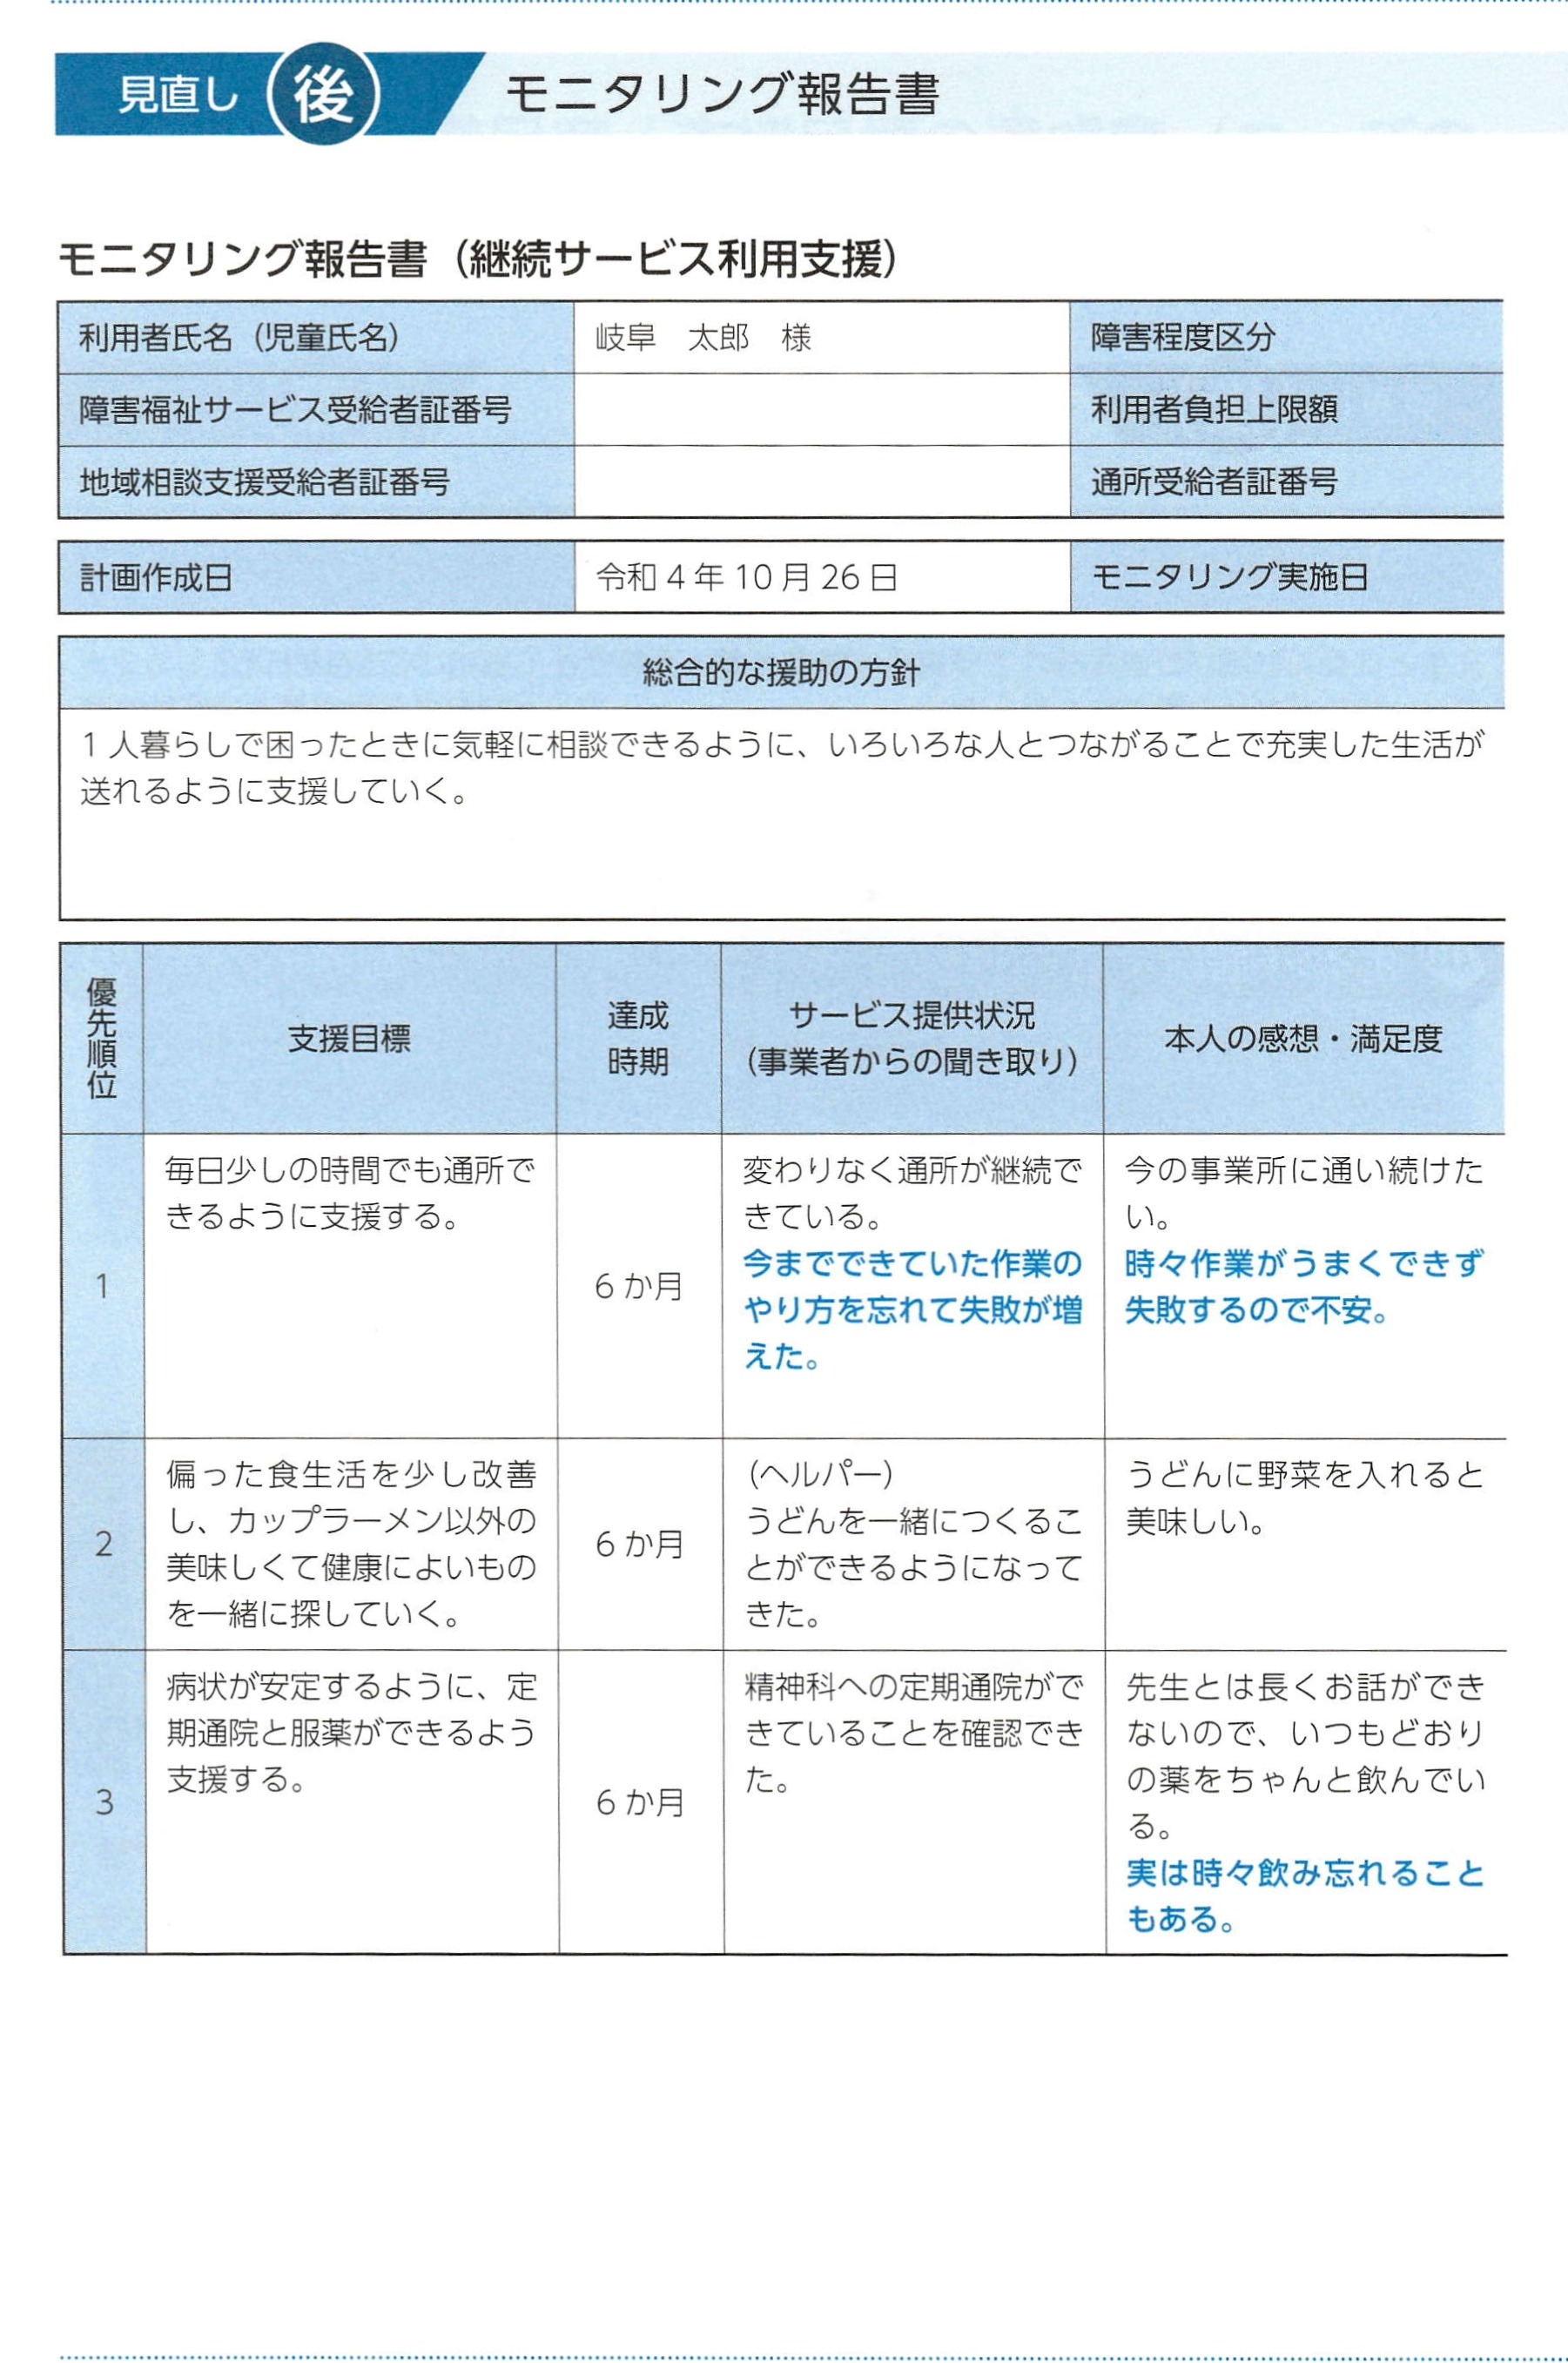 見直し 後 モニタリング報告書
モニタリング報告書（継続サービス利用支援）
利用者氏名（児童氏名） 岐阜　太郎　様 障害程度区分
障害福祉サービス受給者証番号 利用者負担上限額
地域相談支援受給者証番号 通所受給者証番号
計画作成日 令和4年10月26日 モニタリング実施日
総合的な援助の方針
1人暮らしで困ったときに気軽に相談できるように、いろいろな人とつながることで充実した生活が
送れるように支援していく。
優先順位
支援目標
達成
時期
サービス提供状況
（事業者からの聞き取り）
本人の感想・満足度
1
毎日少しの時間でも通所で
きるように支援する。
6か月
変わりなく通所が継続で
きている。
今までできていた作業の
やり方を忘れて失敗が増
えた。
今の事業所に通い続けた
い。
時々作業がうまくできず
失敗するので不安。
2
偏った食生活を少し改善
し、カップラーメン以外の
美味しくて健康によいもの
を一緒に探していく。
6か月
（ヘルパー）
うどんを一緒につくるこ
とができるようになって
きた。
うどんに野菜を入れると
美味しい。
3
病状が安定するように、定
期通院と服薬ができるよう
支援する。
6か月
精神科への定期通院がで
きていることを確認でき
た。
先生とは長くお話ができ
ないので、いつもどおり
の薬をちゃんと飲んでい
る。
実は時々飲み忘れること
もある。